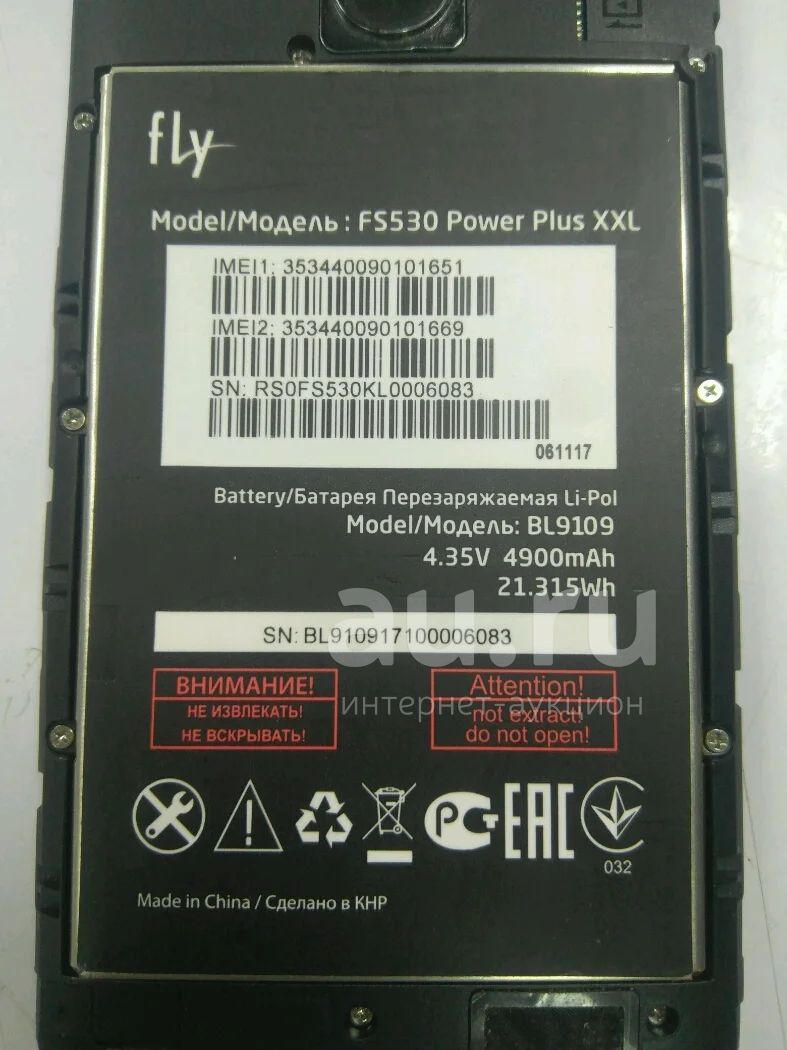 fly
Model/Модель : FS530 Power Plus XXL
IMEI1: 353440090101651
IMEI2: 353440090101669
SN: RS0FS530KL0006083
061117
Battery/Батарея Перезаряжаемая Li-Pol
Model/Модель: BL9109
4.35V 4900mAh
21.315Wh
au.ru
SN: BL910917100006083
ВНИМАНИЕ!
НЕ ИЗВЛЕКАТЬ!
НЕ ВСКРЫВАТЬ!
Attention!
not extract!
do not open!
интернет-аукцион
PCT EAC
032
Made in China / Сделано в КНР